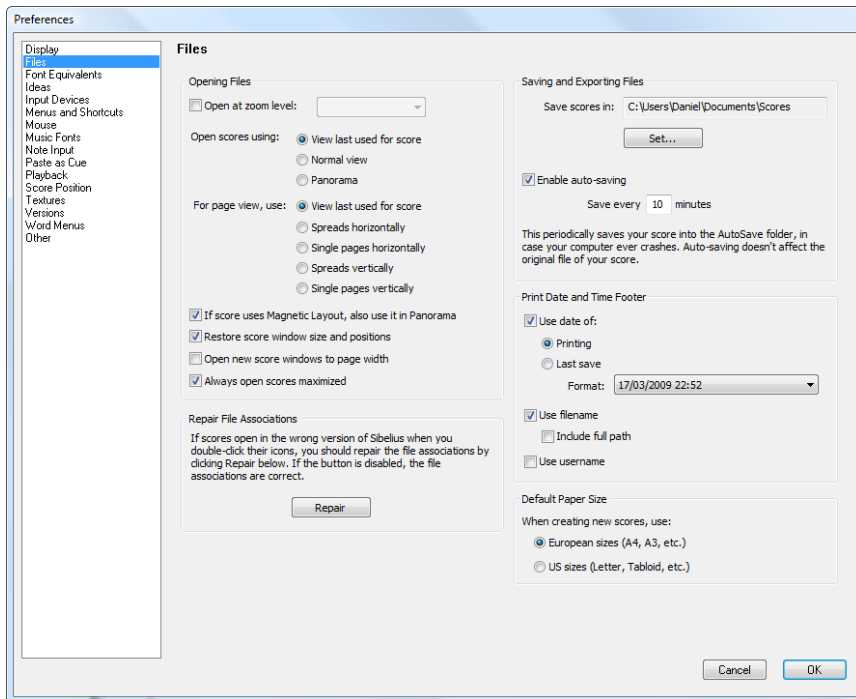 Preferences
Display
Files
Font Equivalents
Ideas
Input Devices
Menus and Shortcuts
Mouse
Music Fonts
Note Input
Paste as Cue
Playback
Score Position
Textures
Versions
Word Menus
Other
Files
Opening Files
Open at zoom level:
Open scores using:
View last used for score
Normal view
Panorama
For page view, use:
View last used for score
Spreads horizontally
Single pages horizontally
Spreads vertically
Single pages vertically
If score uses Magnetic Layout, also use it in Panorama
Restore score window size and positions
Open new score windows to page width
Always open scores maximized
Repair File Associations
If scores open in the wrong version of Sibelius when you
double-click their icons, you should repair the file associations by
clicking Repair below. If the button is disabled, the file
associations are correct.
Repair
Saving and Exporting Files
Save scores in: C:\Users\Daniel\Documents\Scores
Set...
Enable auto-saving
Save every 10 minutes
This periodically saves your score into the AutoSave folder, in
case your computer ever crashes. Auto-saving doesn't affect the
original file of your score.
Print Date and Time Footer
Use date of:
Printing
Last save
Format: 17/03/2009 22:52
Use filename
Include full path
Use username
Default Paper Size
When creating new scores, use:
European sizes (A4, A3, etc.)
US sizes (Letter, Tabloid, etc.)
Cancel OK